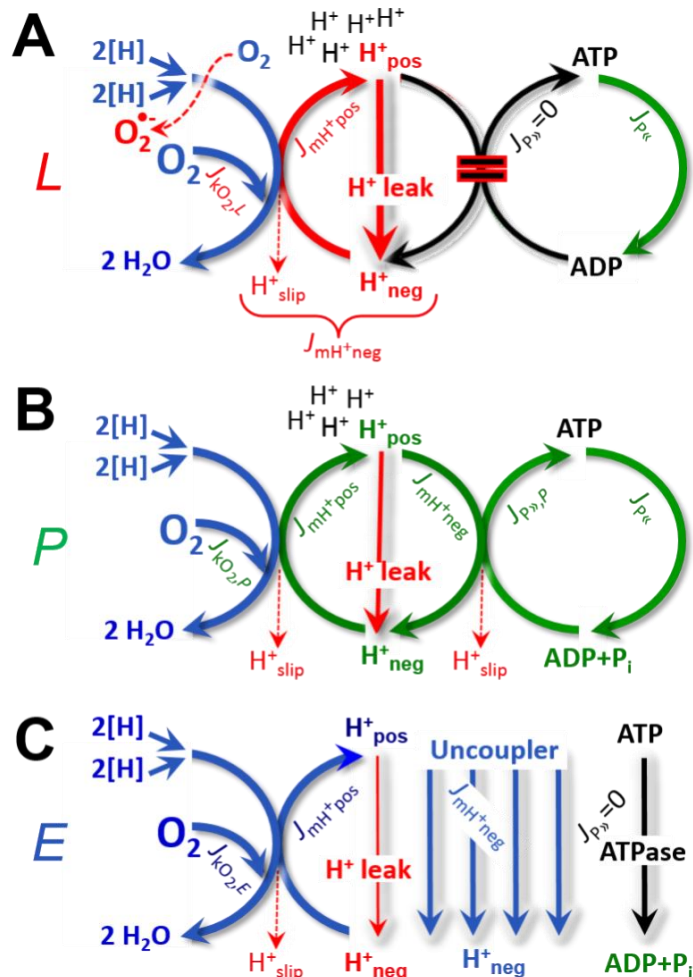 A
2[H]
2[H]
O₂
O₂•-
O₂
JkO₂,L
2 H₂O
L
H⁺ H⁺ H⁺
H⁺ H⁺ H⁺pos
JmH⁺pos
H⁺ leak
H⁺slip
H⁺neg
JmH⁺neg
JP»=0
ATP
JP«
ADP
B
2[H]
2[H]
O₂
JkO₂,P
2 H₂O
P
H⁺ H⁺
H⁺ H⁺ H⁺pos
JmH⁺pos
JmH⁺neg
H⁺ leak
H⁺slip
H⁺neg
H⁺slip
JP»,P
ATP
JP«
ADP+Pi
C
2[H]
2[H]
O₂
JkO₂,E
2 H₂O
E
H⁺pos
JmH⁺pos
H⁺ leak
H⁺slip
H⁺neg
Uncoupler
JmH⁺neg
H⁺neg
JP»=0
ATP
ATPase
ADP+Pi